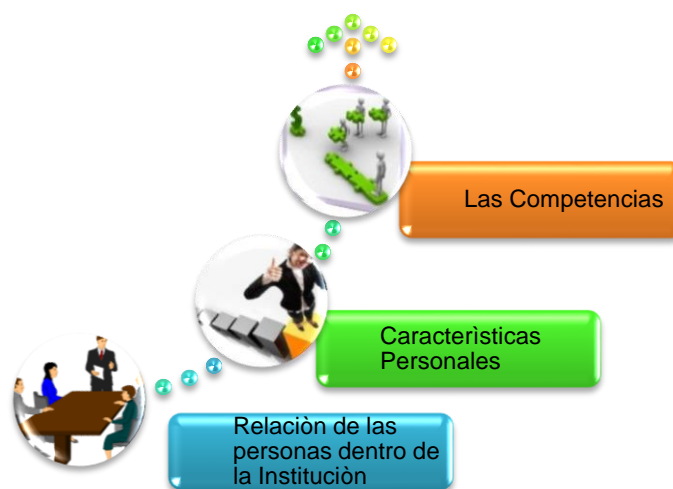 Las Competencias
Caracterìsticas
Personales
Relaciòn de las
personas dentro de
la Instituciòn